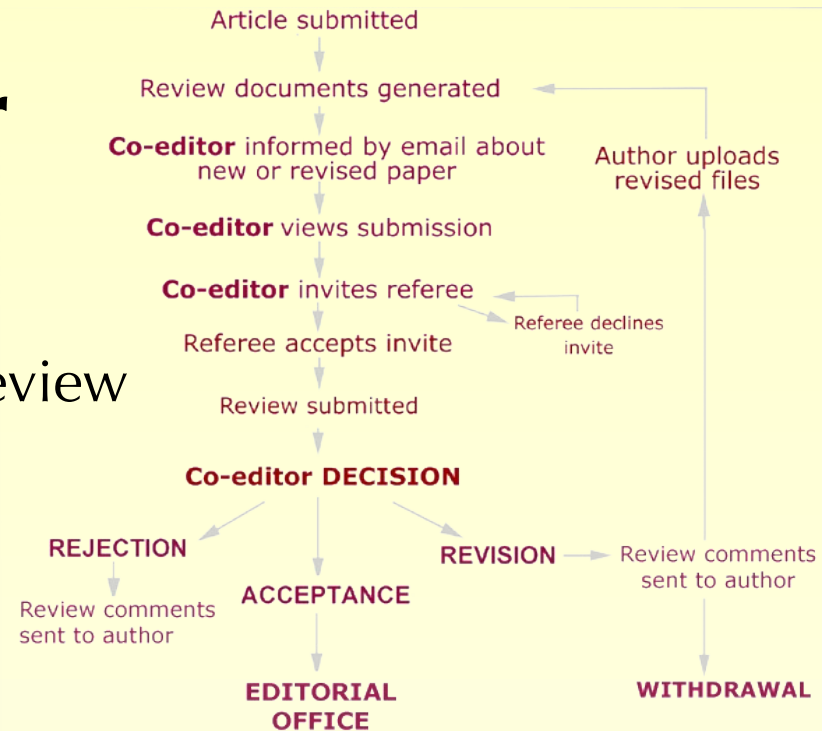 Article submitted
Review documents generated
Co-editor informed by email about
new or revised paper
Author uploads
revised files
Co-editor views submission
Co-editor invites referee
Referee declines
invite
Referee accepts invite
eview
Review submitted
Co-editor DECISION
REJECTION
Review comments
sent to author
ACCEPTANCE
EDITORIAL
OFFICE
REVISION
Review comments
sent to author
WITHDRAWAL